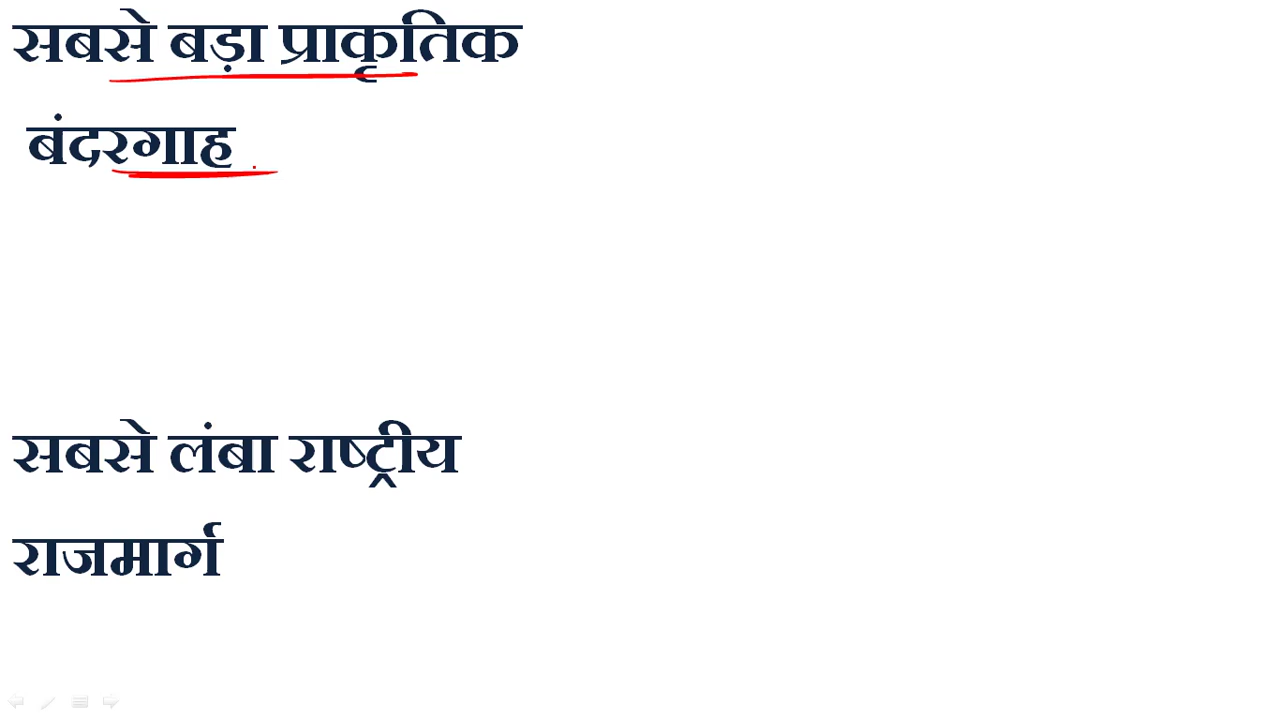 सबसे बड़ा प्राकृतिक
बंदरगाह
सबसे लंबा राष्ट्रीय
राजमार्ग